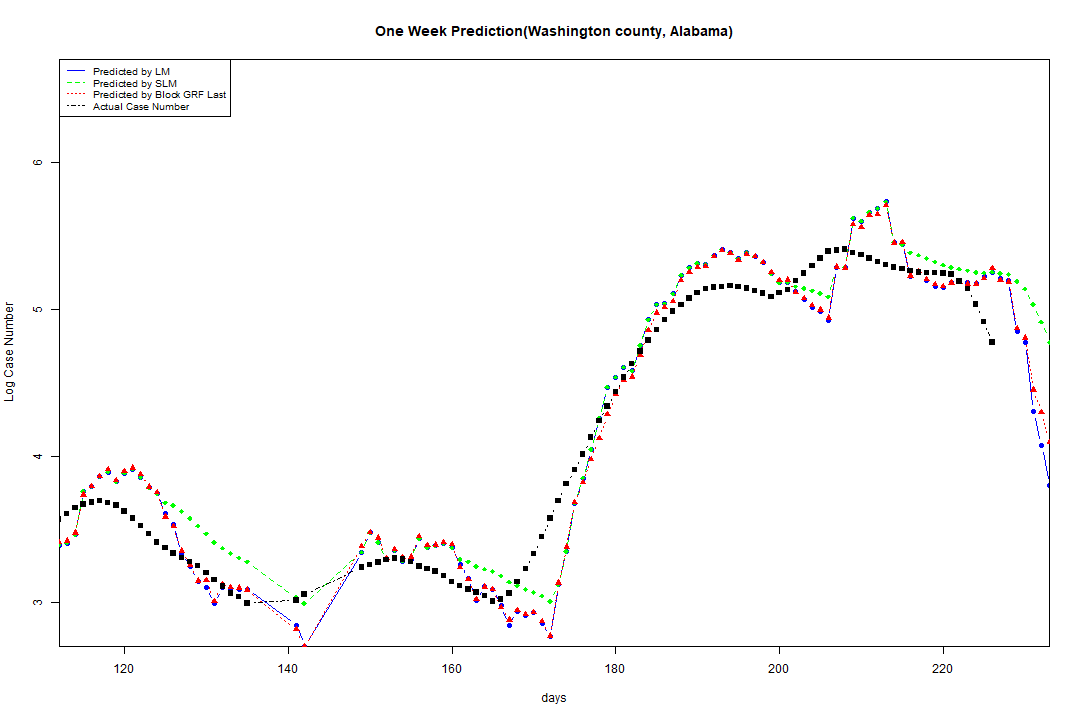 One Week Prediction(Washington county, Alabama)
Predicted by LM
Predicted by SLM
Predicted by Block GRF Last
Actual Case Number
6
5
4
3
Log Case Number
120 140 160 180 200 220
days